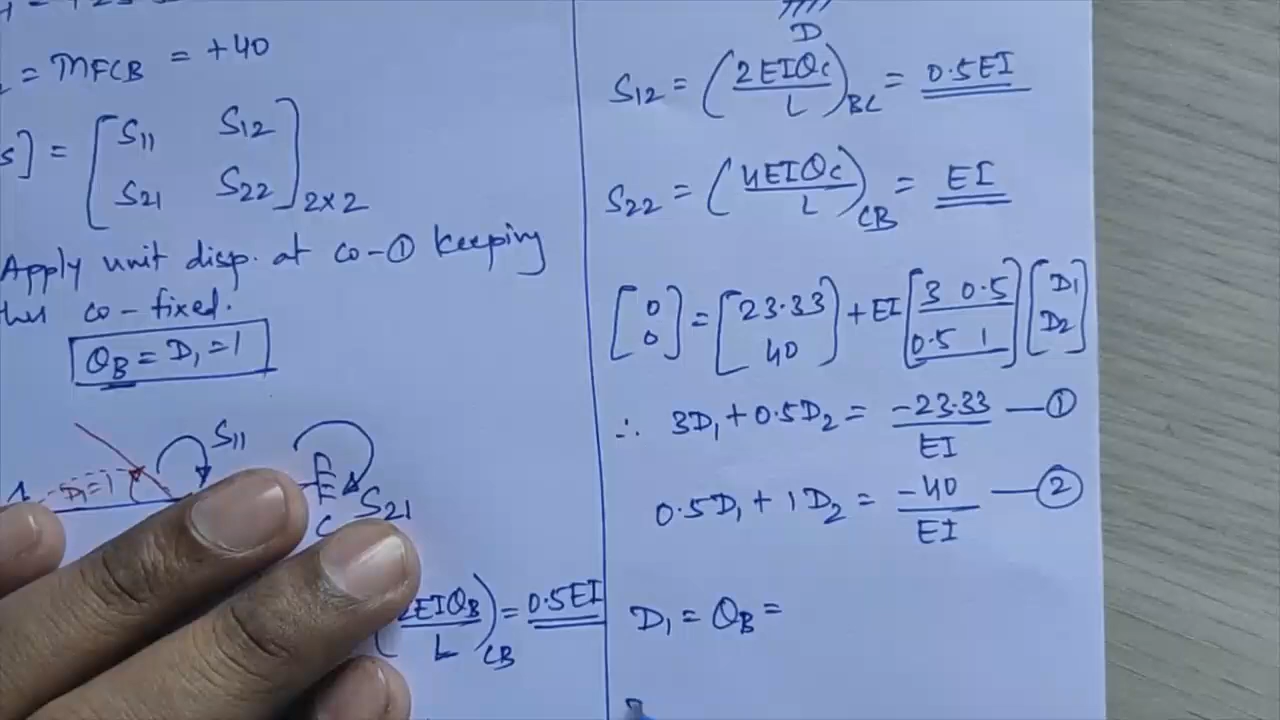 = MFCB = +40
s] = [S11 S12
S21 S22]2x2
Apply unit disp. at co-① keeping
co-fixed.
θB = D1 = 1
S11
D1=1
S21
C
2EIθB/L)CB = 0.5EI
D
S12 = (2EIθc/L)BC = 0.5EI
S22 = (4EIθc/L)CB = EI
[0 0] = [23.33 40] + EI [3 0.5 0.5 1] [D1 D2]
∴ 3D1 + 0.5D2 = -23.33/EI —①
0.5D1 + 1D2 = -40/EI —②
D1 = θB =